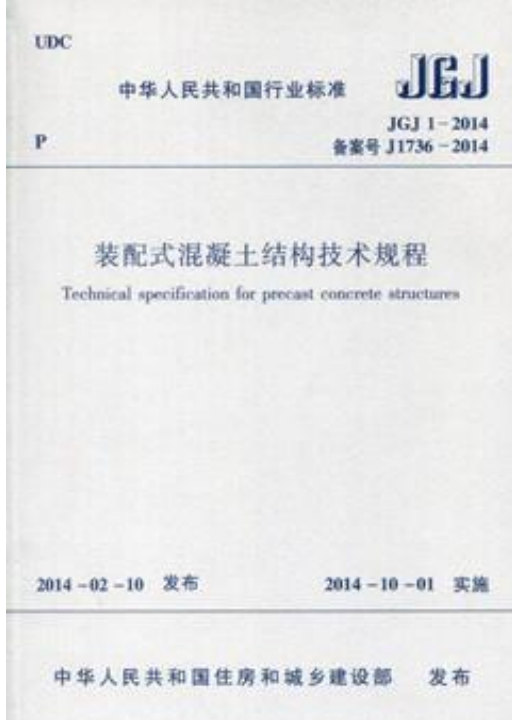 UDC
中华人民共和国行业标准
JGJ
JGJ 1-2014
P
备案号 J1736-2014
装配式混凝土结构技术规程
Technical specification for precast concrete structures
2014-02-10 发布
2014-10-01 实施
中华人民共和国住房和城乡建设部 发布